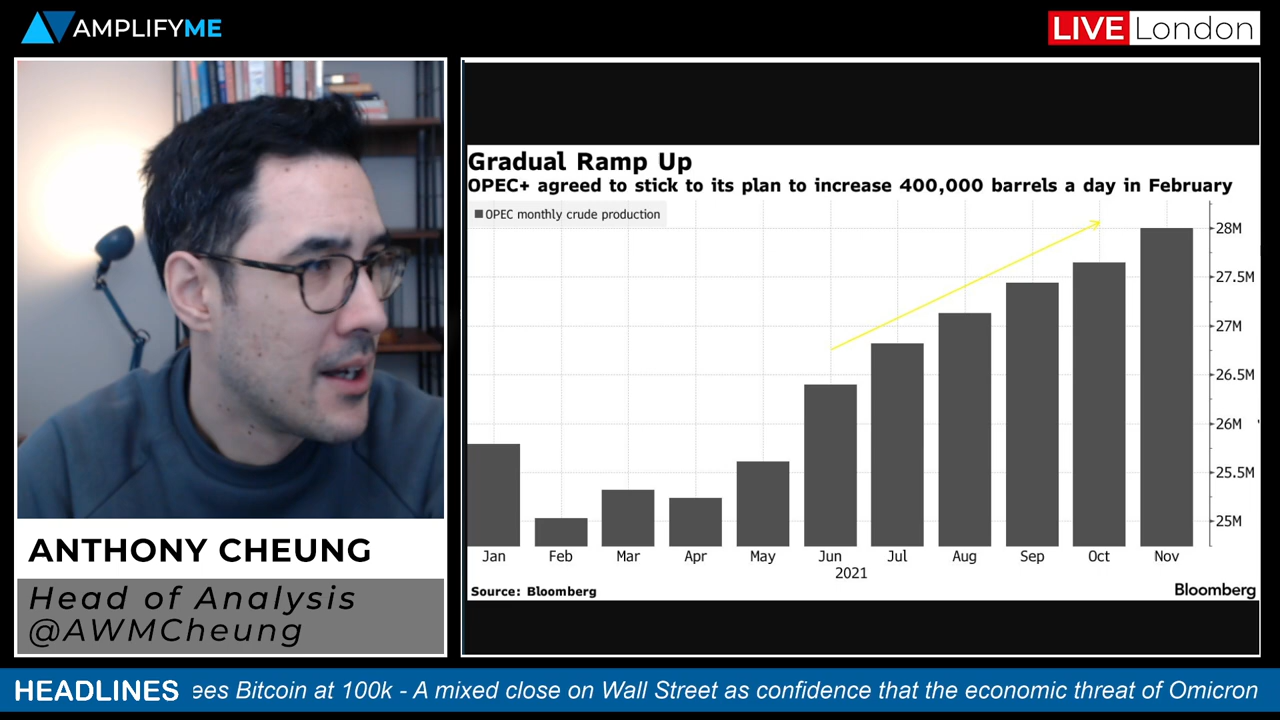 AMPLIFYME
LIVE London
Gradual Ramp Up
OPEC+ agreed to stick to its plan to increase 400,000 barrels a day in February
OPEC monthly crude production
28M
27.5M
27M
26.5M
26M
25.5M
25M
Jan Feb Mar Apr May Jun Jul Aug Sep Oct Nov
2021
Source: Bloomberg
Bloomberg
ANTHONY CHEUNG
Head of Analysis
@AWMCheung
HEADLINES ees Bitcoin at 100k - A mixed close on Wall Street as confidence that the economic threat of Omicron